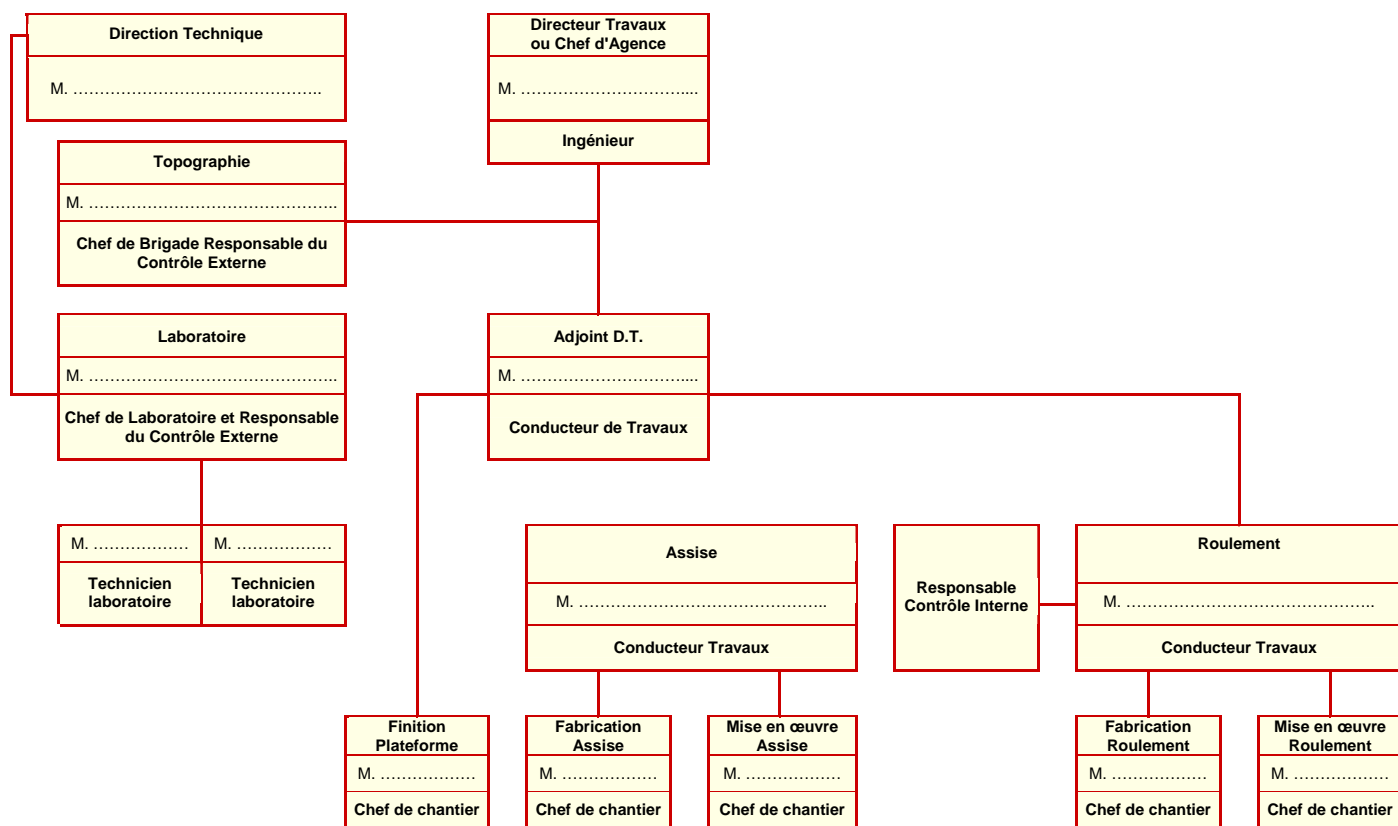 Direction Technique
M. ………………………………………..
Directeur Travaux
ou Chef d'Agence
M. …………………………....
Ingénieur
Topographie
M. ………………………………………..
Chef de Brigade Responsable du
Contrôle Externe
Laboratoire
M. ………………………………………..
Chef de Laboratoire et Responsable
du Contrôle Externe
Adjoint D.T.
M. …………………………....
Conducteur de Travaux
M. ………………
Technicien
laboratoire
M. ………………
Technicien
laboratoire
Assise
M. ………………………………………..
Conducteur Travaux
Responsable
Contrôle Interne
Roulement
M. ………………………………………..
Conducteur Travaux
Finition
Plateforme
M. ………………
Chef de chantier
Fabrication
Assise
M. ………………
Chef de chantier
Mise en œuvre
Assise
M. ………………
Chef de chantier
Fabrication
Roulement
M. ………………
Chef de chantier
Mise en œuvre
Roulement
M. ………………
Chef de chantier